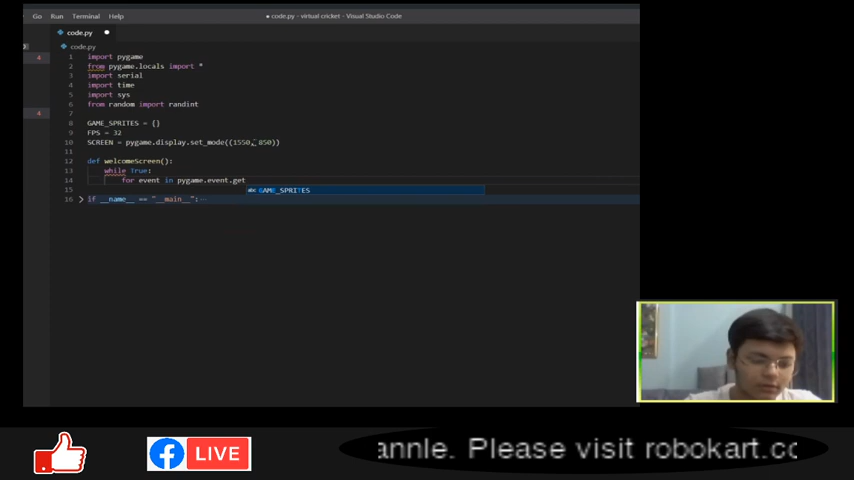 Go Run Terminal Help
● code.py - virtual cricket - Visual Studio Code
code.py ●
code.py
4
4
1 import pygame
2 from pygame.locals import *
3 import serial
4 import time
5 import sys
6 from random import randint
7
8 GAME_SPRITES = {}
9 FPS = 32
10 SCREEN = pygame.display.set_mode((1550, 850))
11
12 def welcomeScreen():
13 while True:
14 for event in pygame.event.get
abc GAME_SPRITES
15
16 if __name__ == "__main__": ...
LIVE
annle. Please visit robokart.co